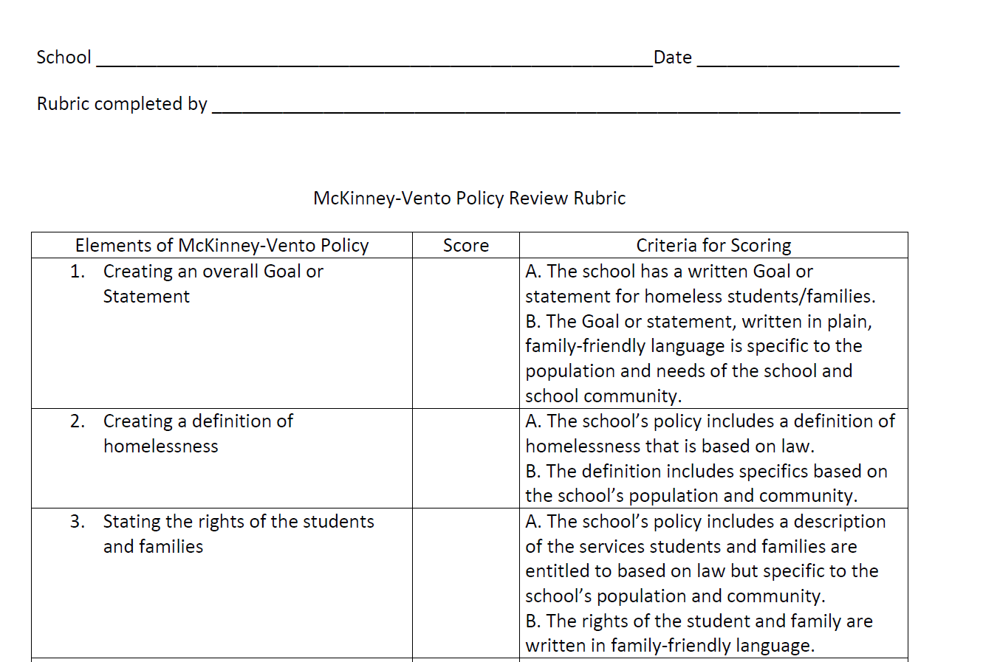 School ______________________________________________________Date ____________________
Rubric completed by ____________________________________________________________________
McKinney-Vento Policy Review Rubric
Elements of McKinney-Vento Policy Score Criteria for Scoring
1. Creating an overall Goal or
Statement
A. The school has a written Goal or
statement for homeless students/families.
B. The Goal or statement, written in plain,
family-friendly language is specific to the
population and needs of the school and
school community.
2. Creating a definition of
homelessness
A. The school’s policy includes a definition of
homelessness that is based on law.
B. The definition includes specifics based on
the school’s population and community.
3. Stating the rights of the students
and families
A. The school’s policy includes a description
of the services students and families are
entitled to based on law but specific to the
school’s population and community.
B. The rights of the student and family are
written in family-friendly language.